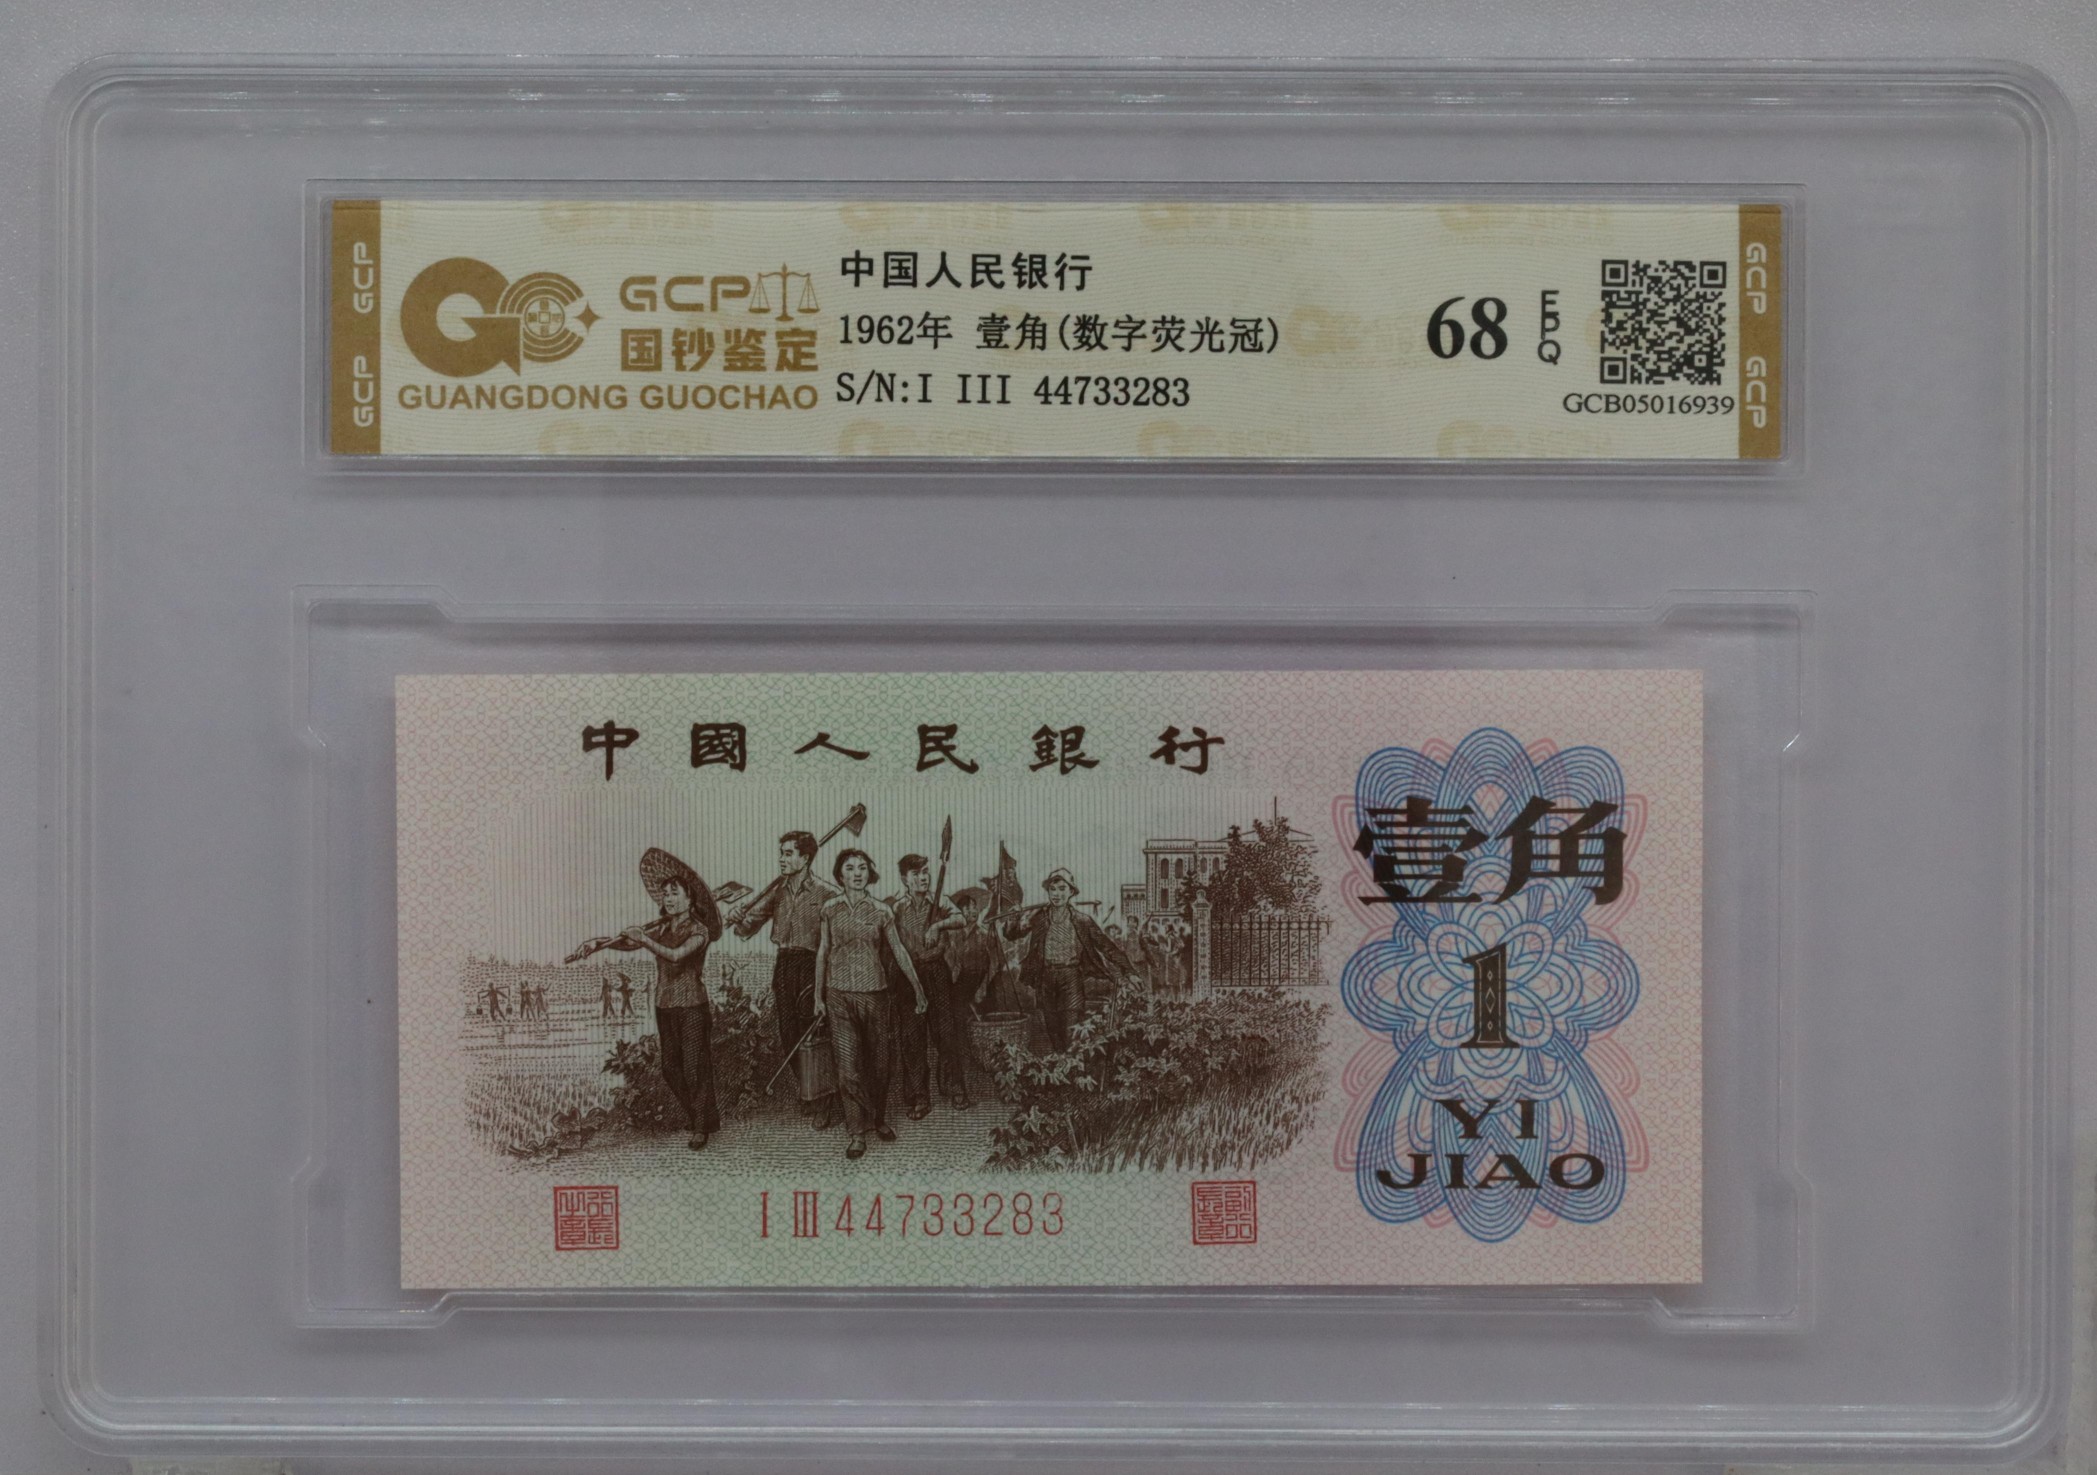 GCP
国钞鉴定
GUANGDONG GUOCHAO
中国人民银行
1962年 壹角(数字荧光冠)
S/N:I III 44733283
68
EPQ
GCB05016939
GCP GCP
GCP GCP
中國人民銀行
壹角
1
YI
JIAO
I III 44733283